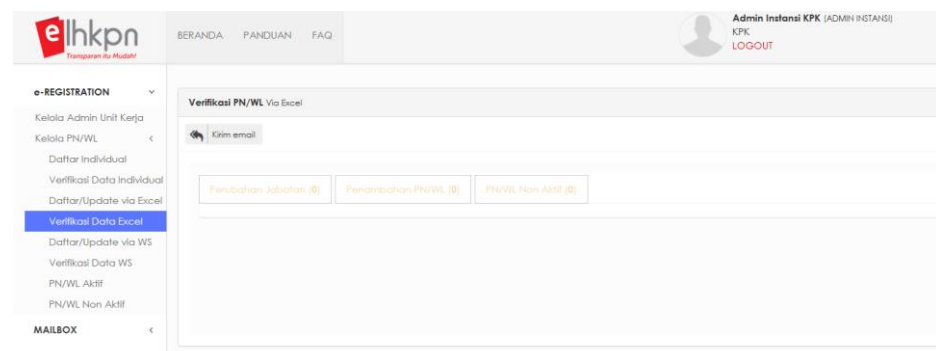 elhkpn
Transparan itu Mudah!
BERANDA PANDUAN FAQ
Admin Instansi KPK (ADMIN INSTANSI)
KPK
LOGOUT
e-REGISTRATION
Kelola Admin Unit Kerja
Kelola PN/WL
Daftar Individual
Verifikasi Data Individual
Daftar/Update via Excel
Verifikasi Data Excel
Daftar/Update via WS
Verifikasi Data WS
PN/WL Aktif
PN/WL Non Aktif
MAILBOX
Verifikasi PN/WL Via Excel
Kirim email
Perubahan Jabatan (0) Penambahan PN/WL (0) PN/WL Non Aktif (0)